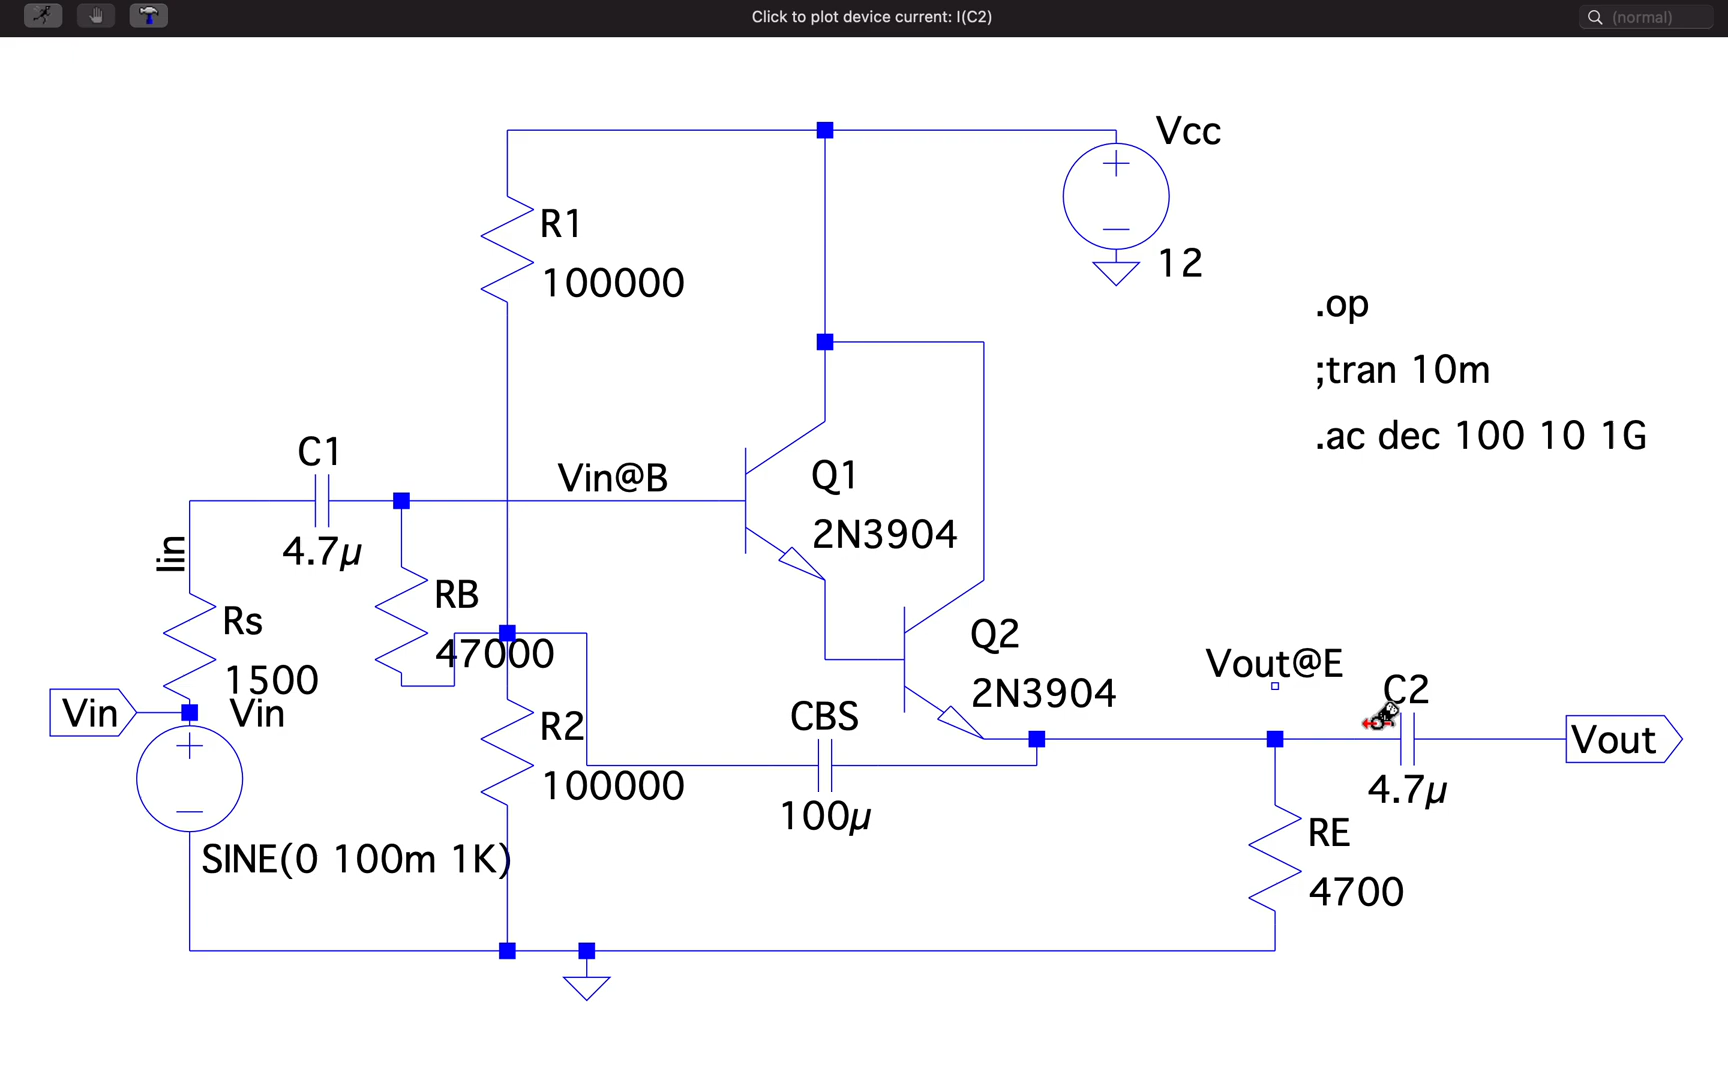 Click to plot device current: I(C2)
(normal)
Vcc
12
R1
100000
.op
;tran 10m
.ac dec 100 10 1G
C1
4.7µ
Vin@B
Q1
2N3904
Iin
RB
47000
Rs
1500
Vin
Vin
Q2
2N3904
Vout@E
C2
4.7µ
Vout
R2
100000
CBS
100µ
RE
4700
SINE(0 100m 1K)